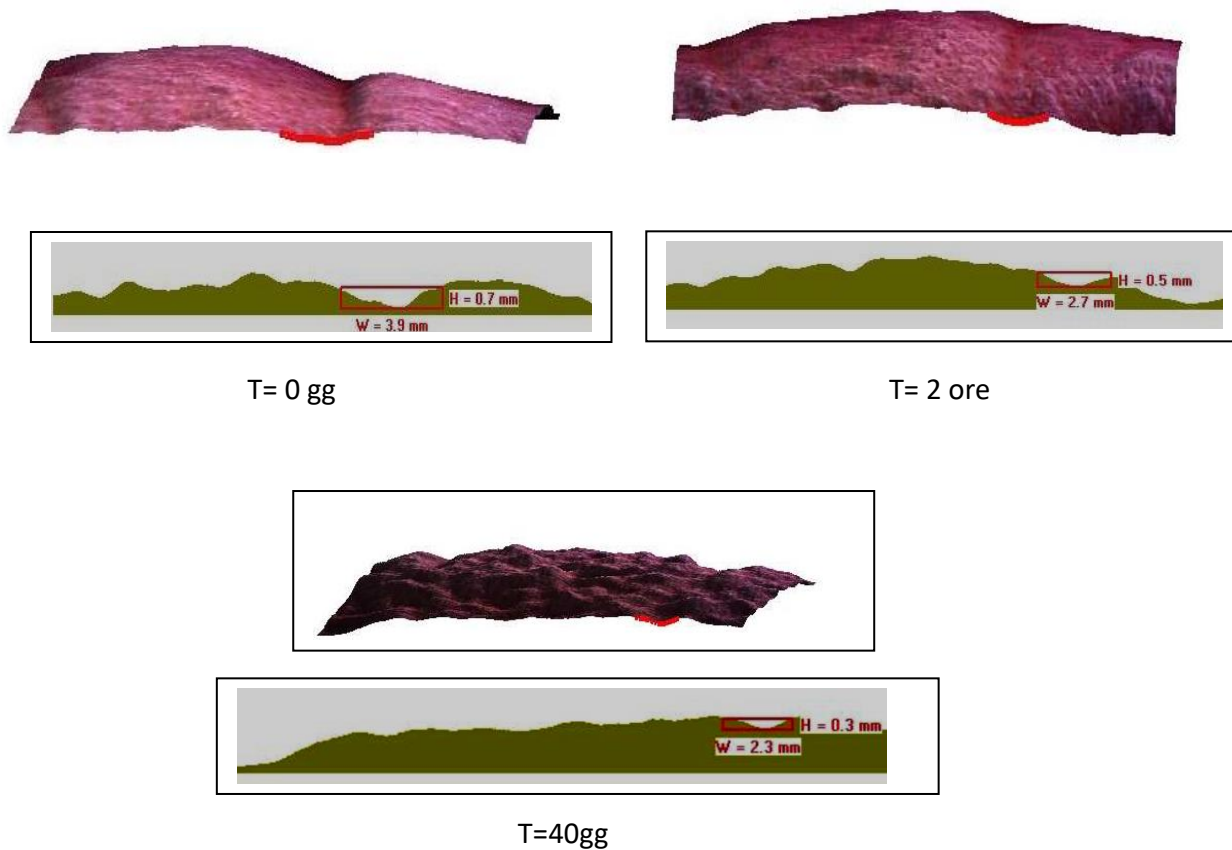 H = 0.7 mm
W = 3.9 mm
H = 0.5 mm
W = 2.7 mm
T= 0 gg
T= 2 ore
H = 0.3 mm
W = 2.3 mm
T=40gg